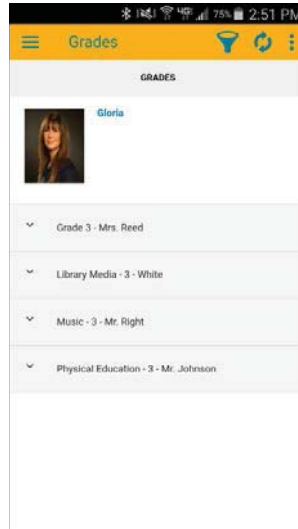 4G 75% 2:51 PM
Grades
GRADES
Gloria
Grade 3 - Mrs. Reed
Library Media - 3 - White
Music - 3 - Mr. Right
Physical Education - 3 - Mr. Johnson